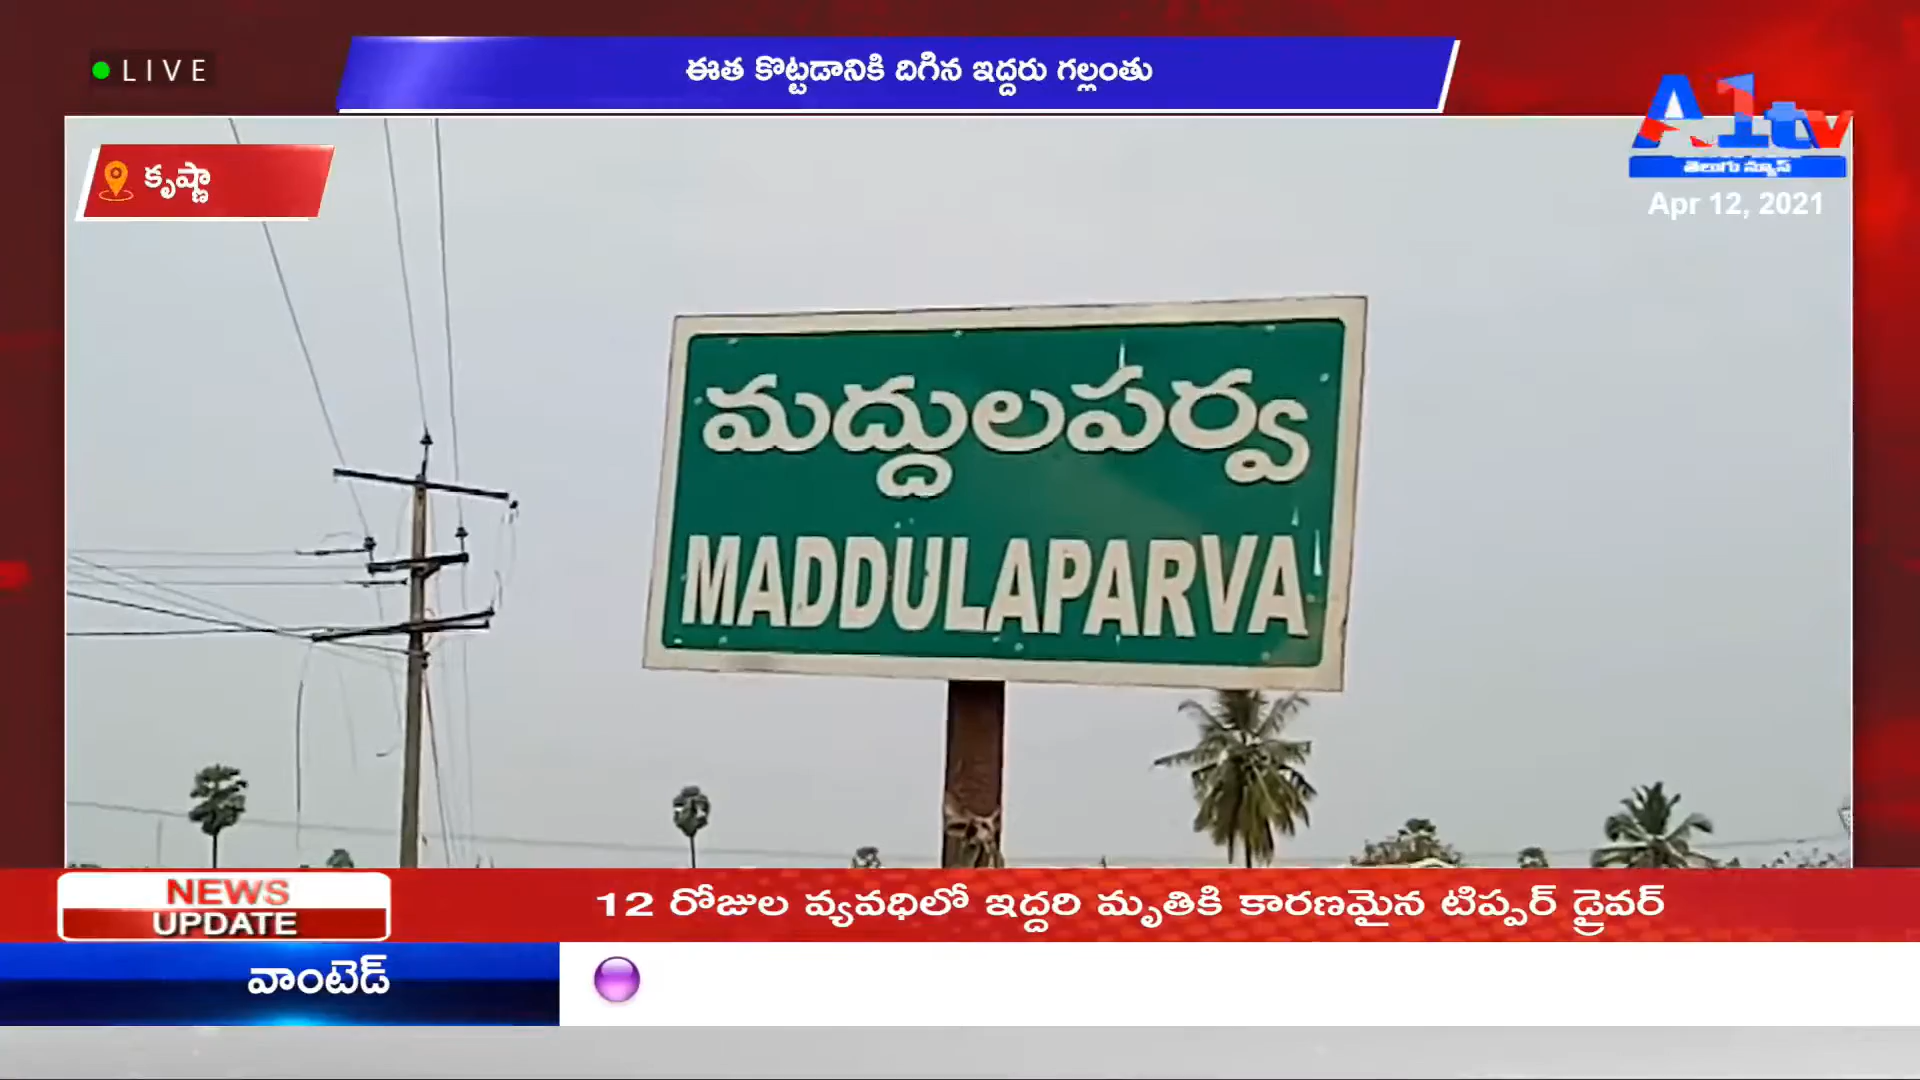 LIVE
ఈత కొట్టడానికి దిగిన ఇద్దరు గల్లంతు
A1tv
తెలుగు న్యూస్
Apr 12, 2021
కృష్ణా
మద్దులపర్వ
MADDULAPARVA
NEWS
UPDATE
12 రోజుల వ్యవధిలో ఇద్దరి మృతికి కారణమైన టిప్పర్ డ్రైవర్
వాంటెడ్